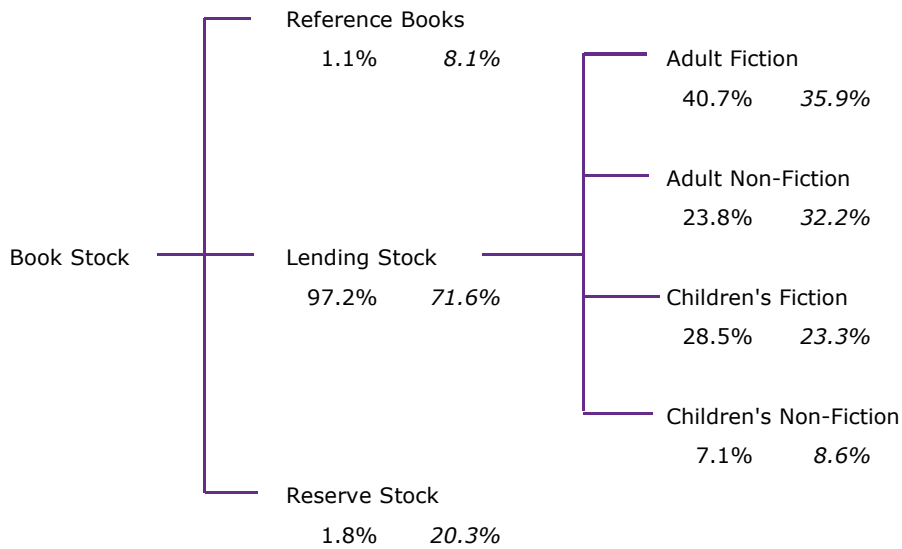 Reference Books
1.1% 8.1%
Adult Fiction
40.7% 35.9%
Adult Non-Fiction
23.8% 32.2%
Book Stock
Lending Stock
97.2% 71.6%
Children's Fiction
28.5% 23.3%
Children's Non-Fiction
7.1% 8.6%
Reserve Stock
1.8% 20.3%